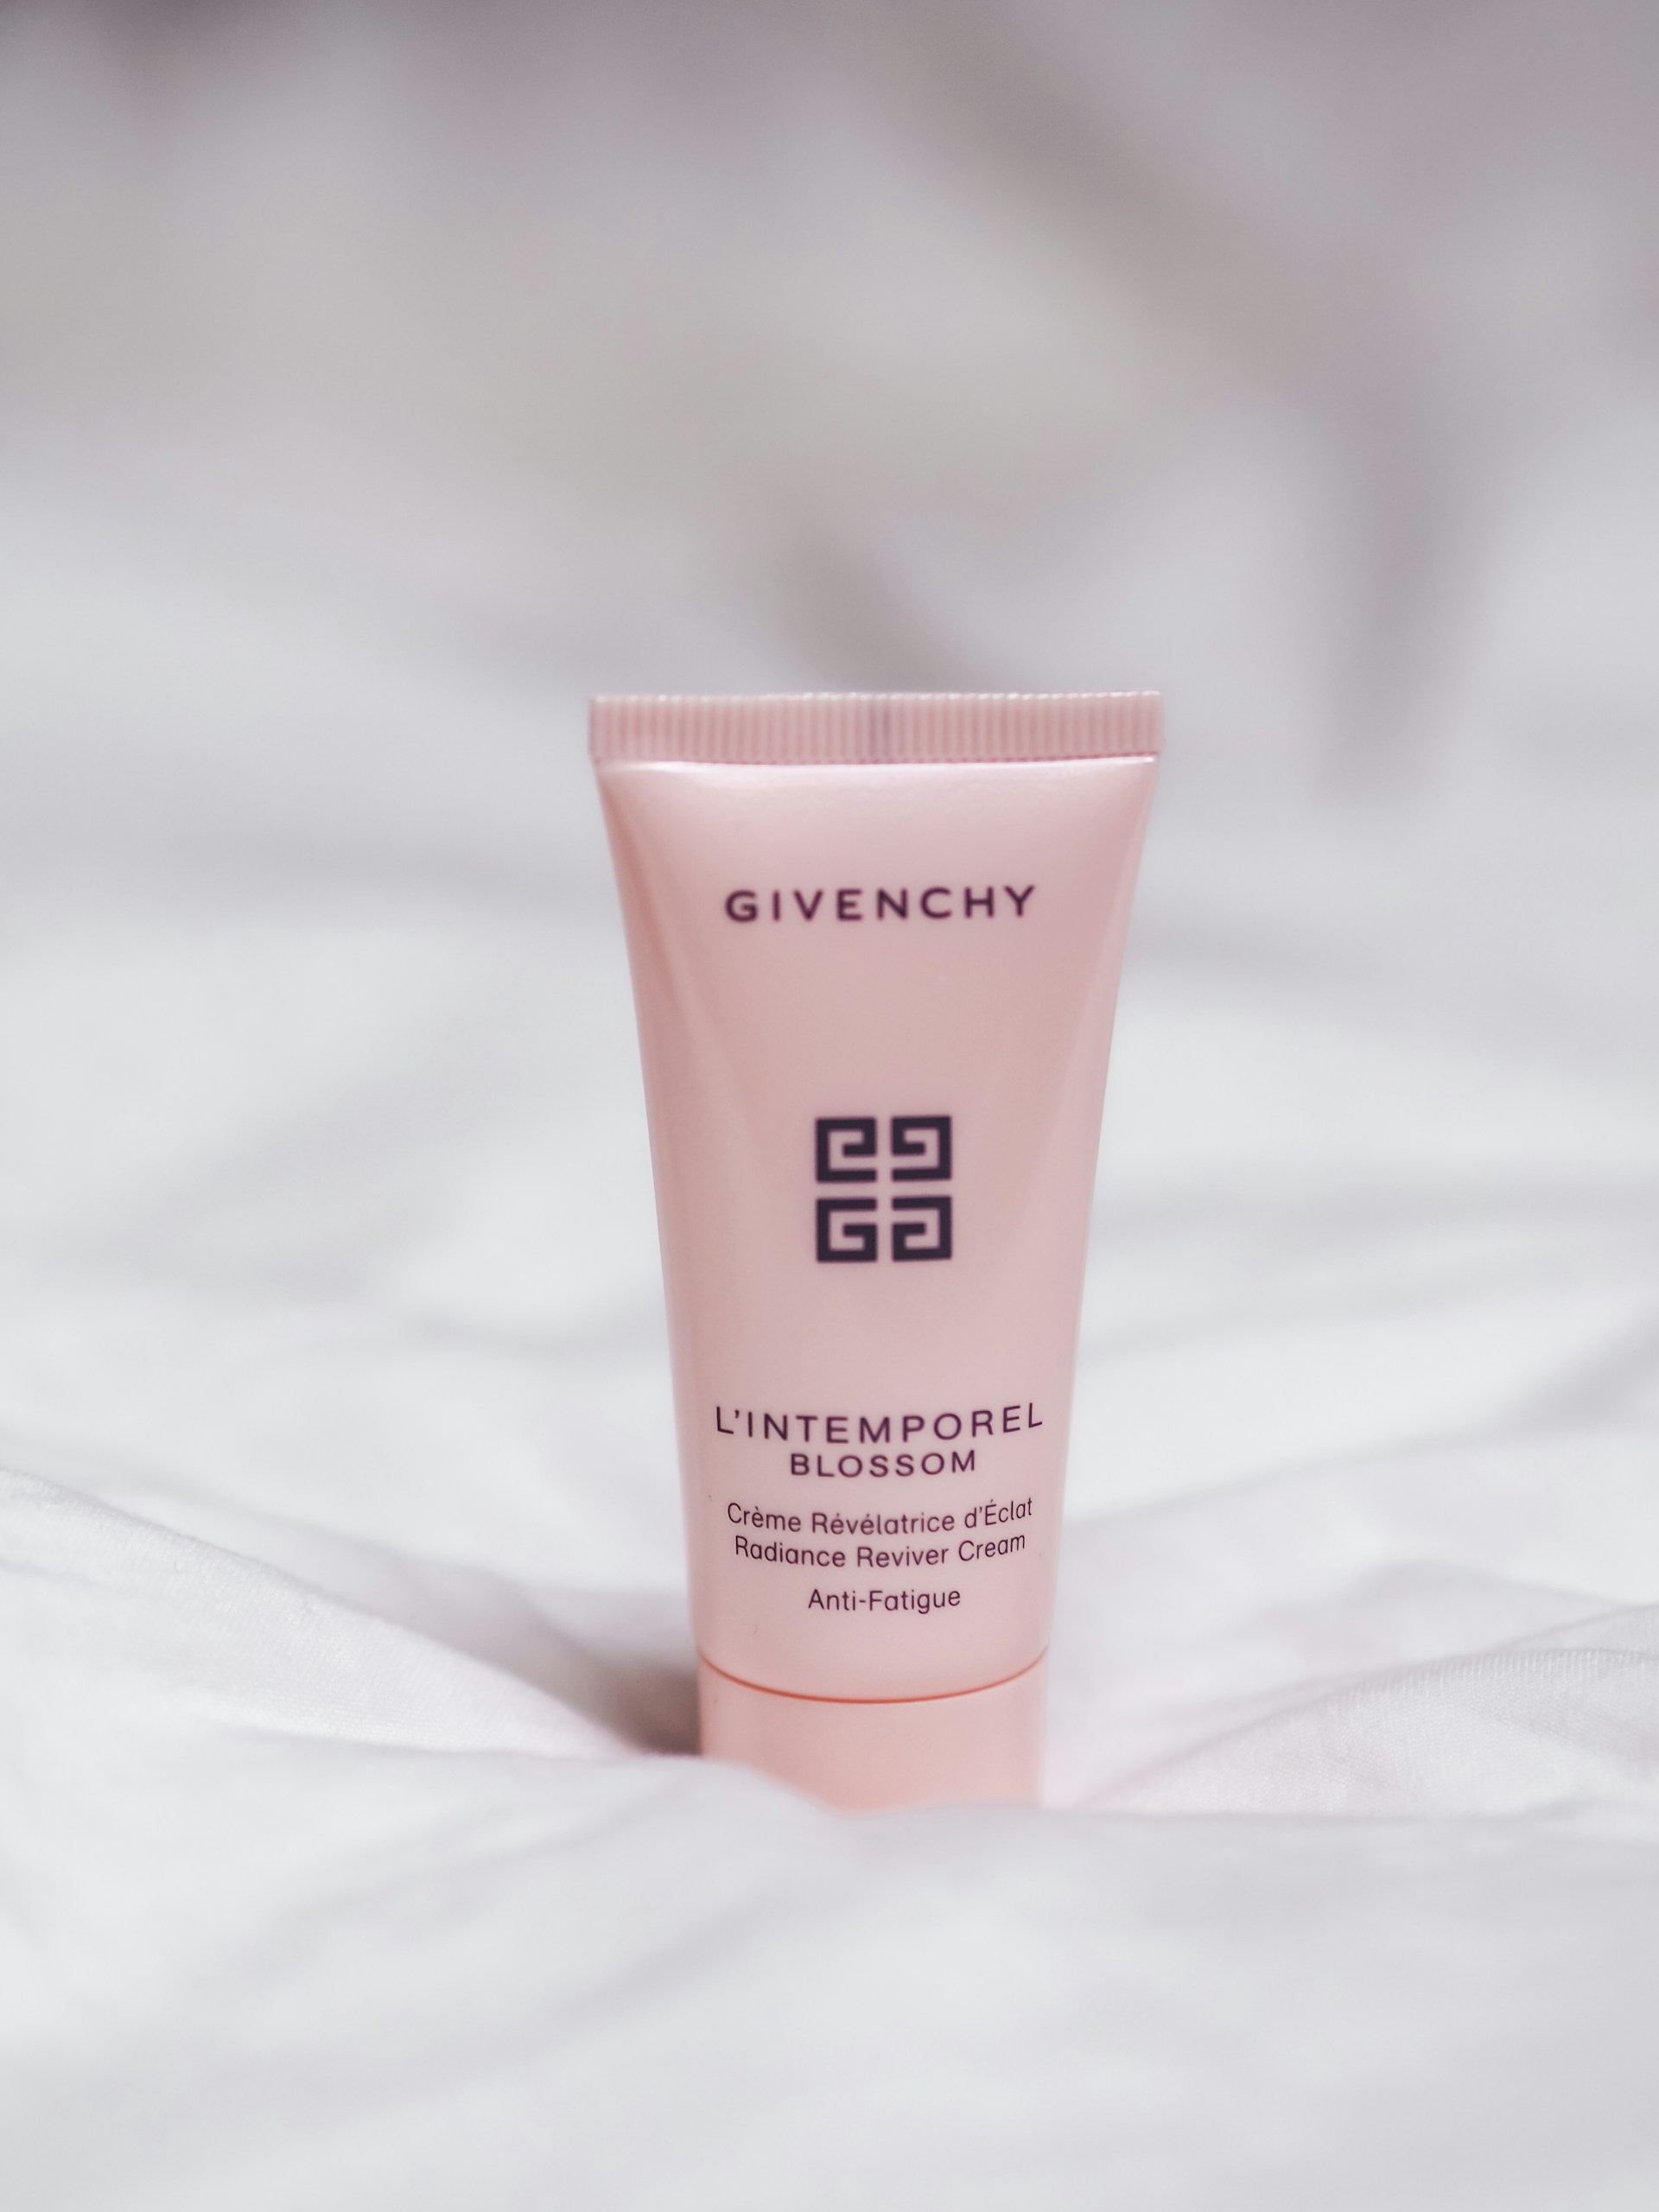 GIVENCHY
L'INTEMPOREL
BLOSSOM
Crème Révélatrice d'Éclat
Radiance Reviver Cream
Anti-Fatigue